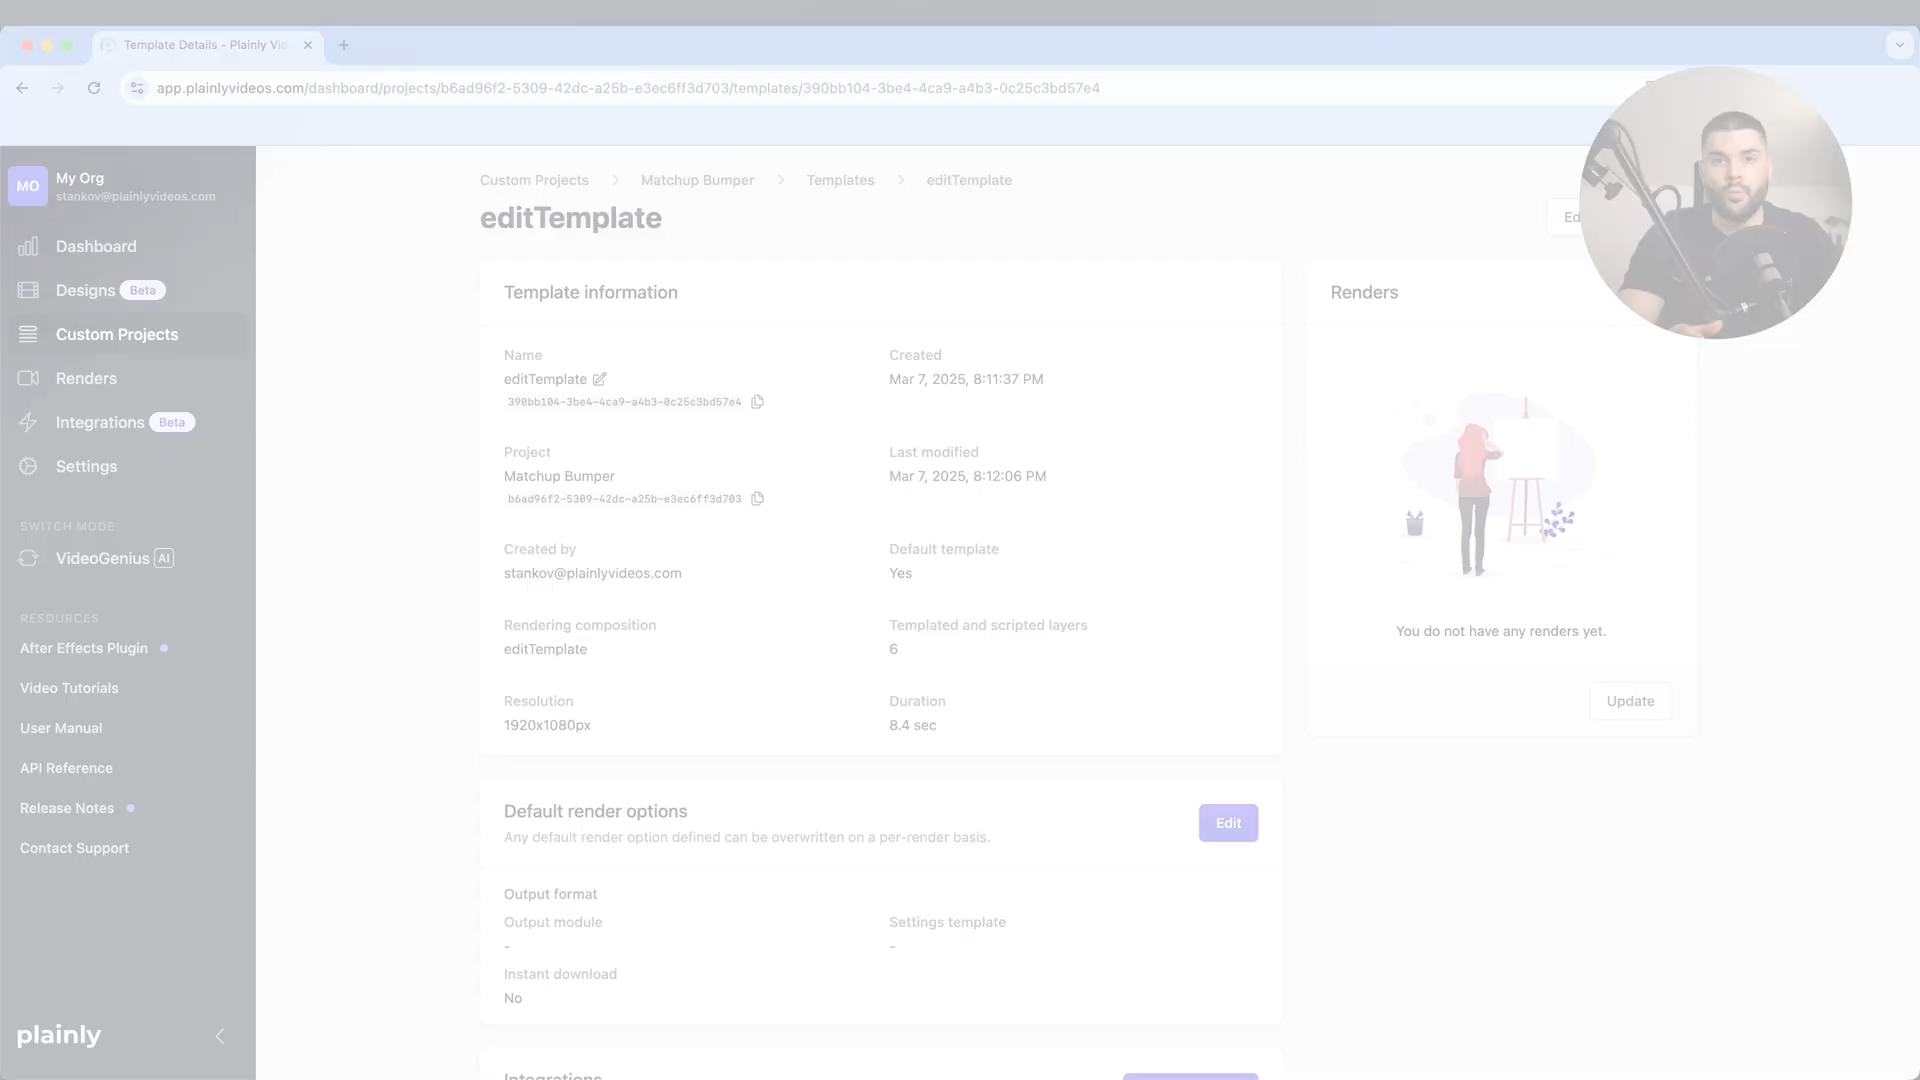 Template Details - Plainly Vid
app.plainlyvideos.com/dashboard/projects/b6ad96f2-5309-42dc-a25b-e3ec6ff3d703/templates/390bb104-3be4-4ca9-a4b3-0c25c3bd57e4
MO
My Org
stankov@plainlyvideos.com
Dashboard
Designs Beta
Custom Projects
Renders
Integrations Beta
Settings
SWITCH MODE
VideoGenius AI
RESOURCES
After Effects Plugin
Video Tutorials
User Manual
API Reference
Release Notes
Contact Support
plainly
Custom Projects > Matchup Bumper > Templates > editTemplate
editTemplate
Ed
Template information
Name
editTemplate
390bb104-3be4-4ca9-a4b3-0c25c3bd57e4
Created
Mar 7, 2025, 8:11:37 PM
Project
Matchup Bumper
b6ad96f2-5309-42dc-a25b-e3ec6ff3d703
Last modified
Mar 7, 2025, 8:12:06 PM
Created by
stankov@plainlyvideos.com
Default template
Yes
Rendering composition
editTemplate
Templated and scripted layers
6
Resolution
1920x1080px
Duration
8.4 sec
Renders
You do not have any renders yet.
Update
Default render options
Any default render option defined can be overwritten on a per-render basis.
Edit
Output format
Output module
-
Settings template
-
Instant download
No
Integrations